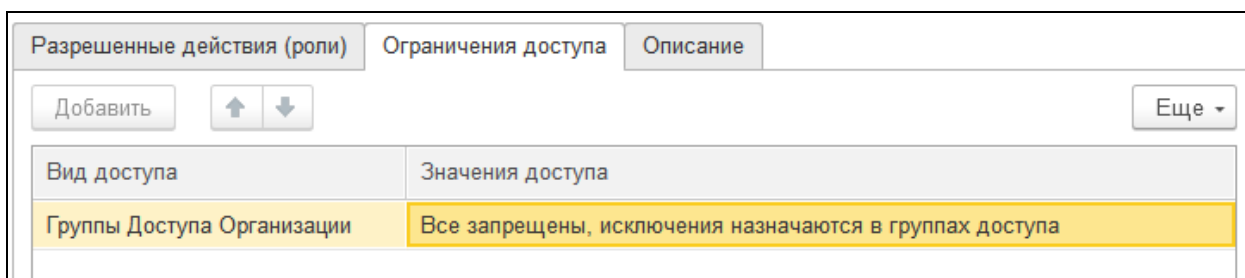 Разрешенные действия (роли) Ограничения доступа Описание
Добавить Еще
Вид доступа Значения доступа
Группы Доступа Организации Все запрещены, исключения назначаются в группах доступа